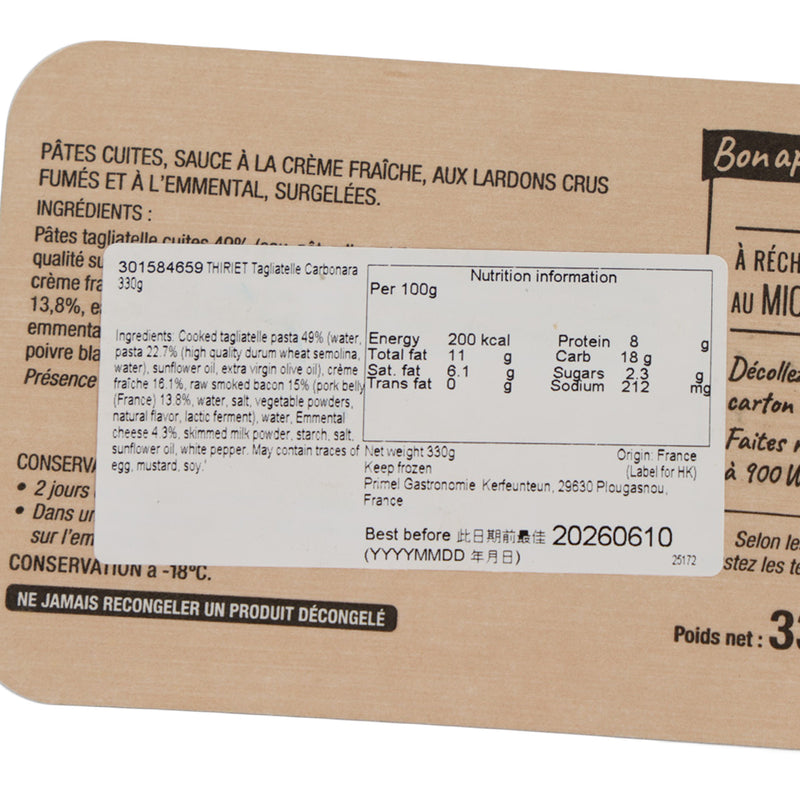 PÂTES CUITES, SAUCE À LA CRÈME FRAÎCHE, AUX LARDONS CRUS
FUMÉS ET À L'EMMENTAL, SURGELÉES.
INGRÉDIENTS :
Pâtes tagliatelle cuites 49%
qualité
crème
13,8%,
poivre
Présence
CONSERV
• 2 jours
• Dans un
sur l'em
CONSERVATION à -18°C.
NE JAMAIS RECONGELER UN PRODUIT DÉCONGELÉ
301584659 THIRIET Tagliatelle Carbonara
330g
Ingredients: Cooked tagliatelle pasta 49% (water,
pasta 22.7% (high quality durum wheat semolina,
water), sunflower oil, extra virgin olive oil), crème
fraîche 16.1%, raw smoked bacon 15% (pork belly
(France) 13.8%, water, salt, vegetable powders,
natural flavor, lactic ferment), water, Emmental
cheese 4.3%, skimmed milk powder, starch, salt,
sunflower oil, white pepper. May contain traces of
egg, mustard, soy.'
Nutrition information
Per 100g
Energy 200 kcal Protein 8 g
Total fat 11 g Carb 18 g
Sat. fat 6.1 g Sugars 2.3 g
Trans fat 0 g Sodium 212 mg
Net weight 330g Origin: France
Keep frozen (Label for HK)
Primel Gastronomie Kerfeunteun, 29630 Plougasnou,
France
Best before 此日期前最佳 20260610
(YYYYMMDD 年月日) 25172
Bon ap
À RÉCH
AU MIC
Décollez
carton
Faites
à 900 W
Selon les
stez les te
Poids net : 33